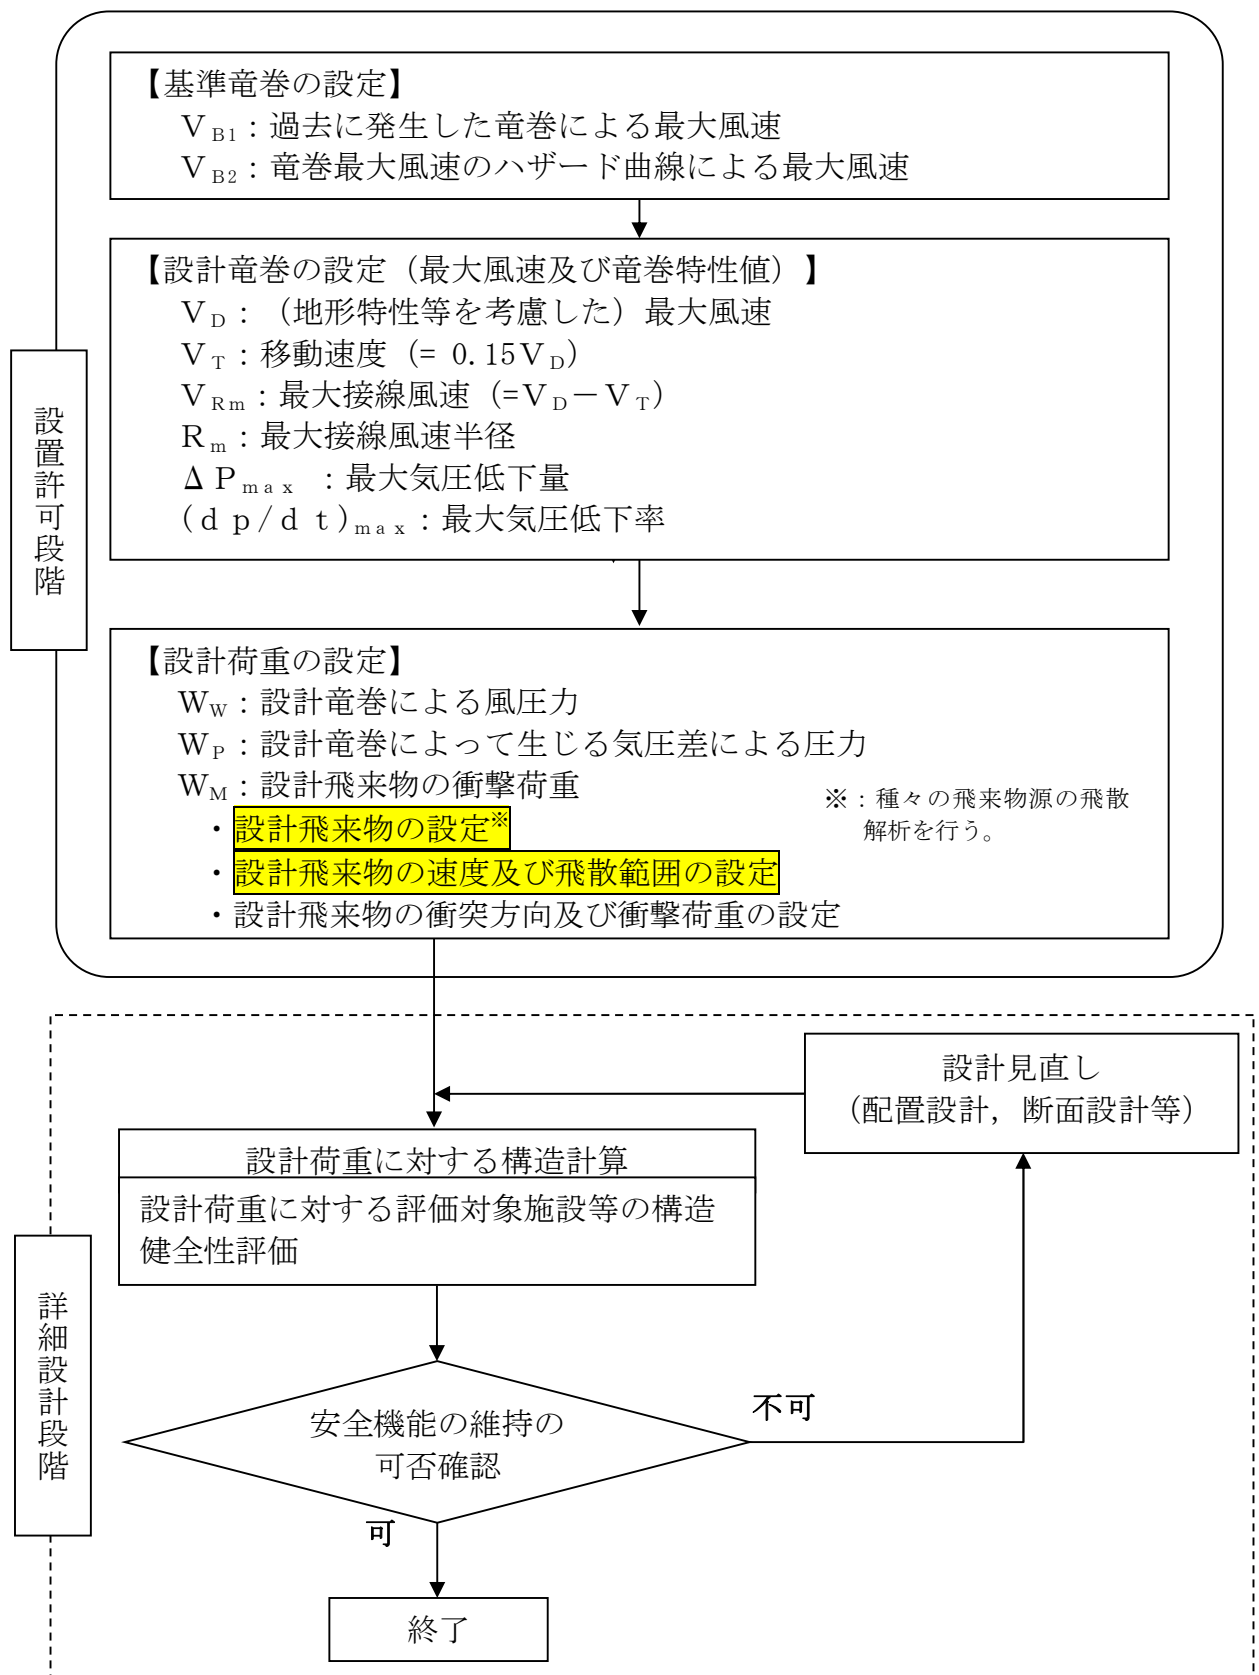 【基準竜巻の設定】
VB1：過去に発生した竜巻による最大風速
VB2：竜巻最大風速のハザード曲線による最大風速
【設計竜巻の設定（最大風速及び竜巻特性値）】
VD：（地形特性等を考慮した）最大風速
VT：移動速度（= 0.15VD）
VRm：最大接線風速（=VD－VT）
Rm：最大接線風速半径
ΔPmax ：最大気圧低下量
(dp/dt)max：最大気圧低下率
設置許可段階
【設計荷重の設定】
WW：設計竜巻による風圧力
WP：設計竜巻によって生じる気圧差による圧力
WM：設計飛来物の衝撃荷重
・設計飛来物の設定※
・設計飛来物の速度及び飛散範囲の設定
・設計飛来物の衝突方向及び衝撃荷重の設定
※：種々の飛来物源の飛散
解析を行う。
設計見直し
（配置設計，断面設計等）
設計荷重に対する構造計算
設計荷重に対する評価対象施設等の構造
健全性評価
詳細設計段階
安全機能の維持の
可否確認
不可
可
終了